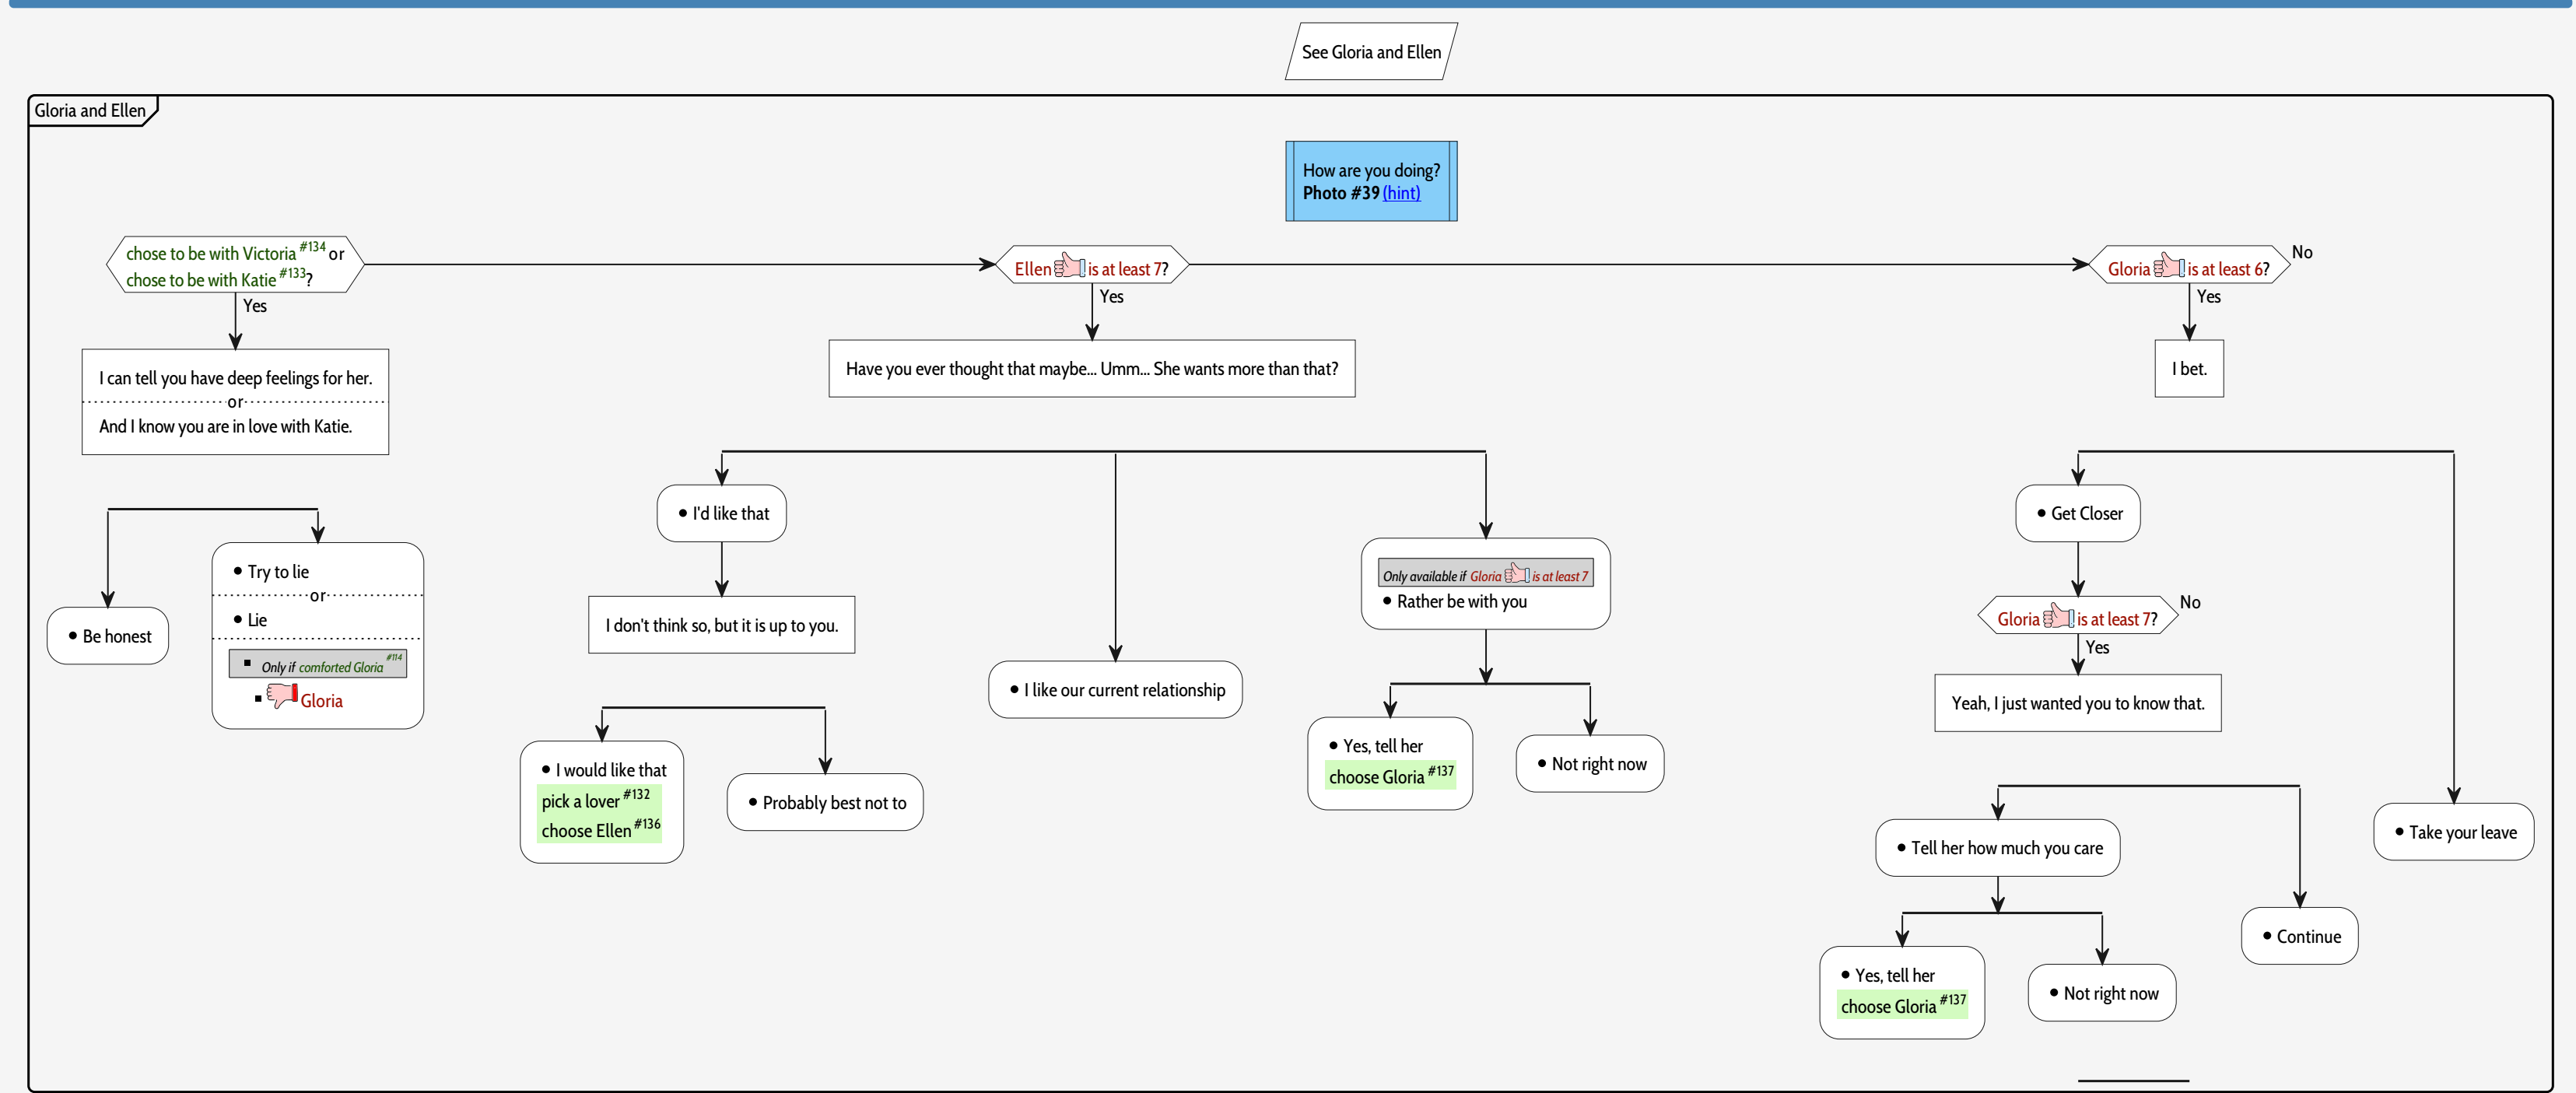 See Gloria and Ellen
Gloria and Ellen
How are you doing?
Photo #39 (hint)
chose to be with Victoria #134 or
chose to be with Katie #133?
Yes
I can tell you have deep feelings for her.
or
And I know you are in love with Katie.
Be honest
Try to lie
or
Lie
Only if comforted Gloria #114
Gloria
Ellen is at least 7?
Yes
Have you ever thought that maybe... Umm... She wants more than that?
I'd like that
I don't think so, but it is up to you.
I would like that
pick a lover #132
choose Ellen #136
Probably best not to
I like our current relationship
Only available if Gloria is at least 7
Rather be with you
Yes, tell her
choose Gloria #137
Not right now
Gloria is at least 6?
No
Yes
I bet.
Get Closer
Gloria is at least 7?
No
Yes
Yeah, I just wanted you to know that.
Tell her how much you care
Yes, tell her
choose Gloria #137
Not right now
Continue
Take your leave